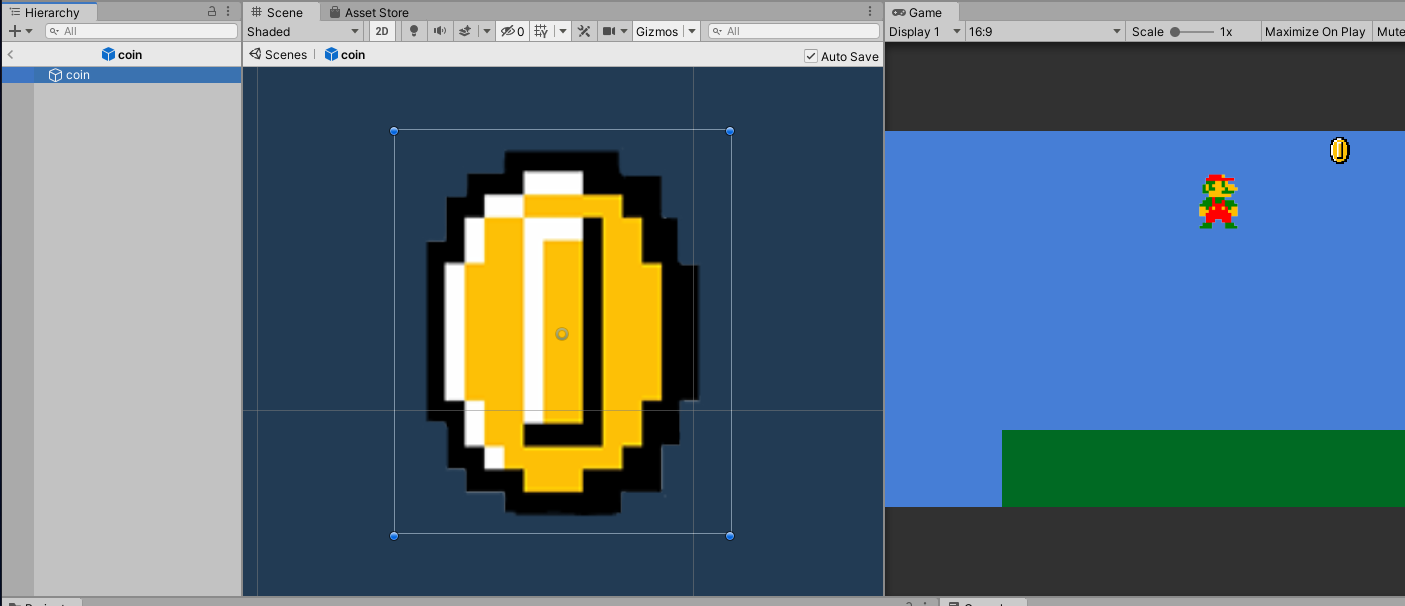 Hierarchy
All
coin
coin
Scene
Asset Store
Shaded
2D
0
Gizmos
All
Scenes
coin
Auto Save
Game
Display 1
16:9
Scale
1x
Maximize On Play
Mute